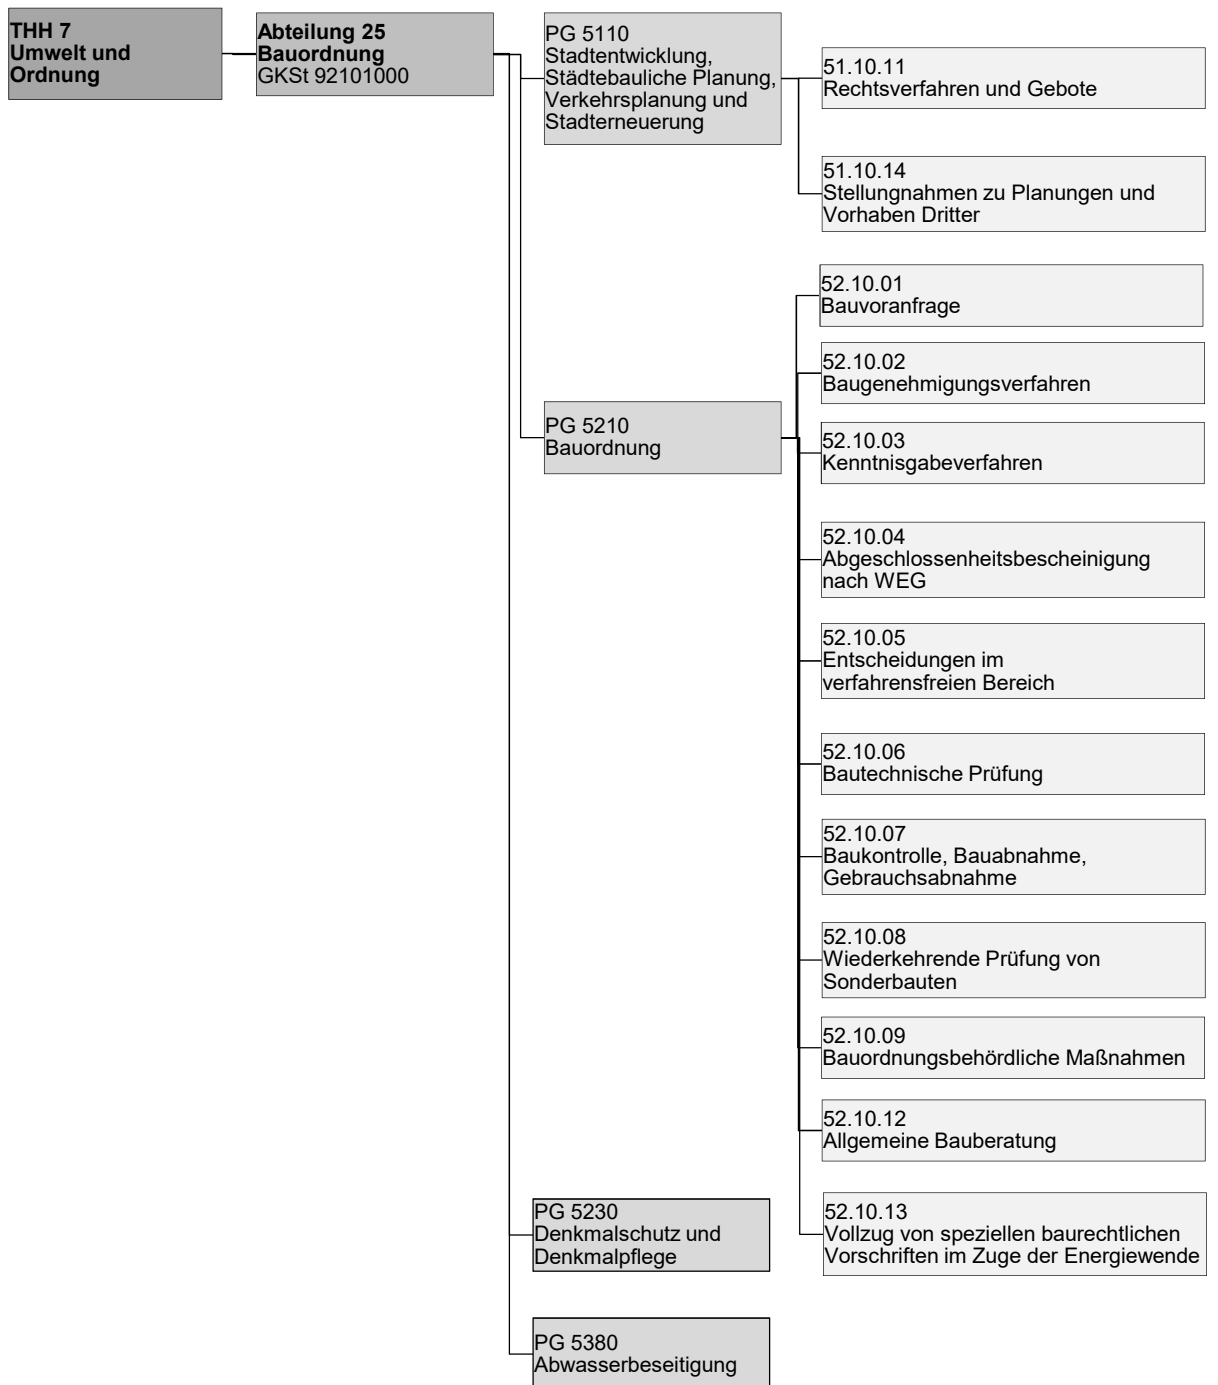 THH 7
Umwelt und
Ordnung
Abteilung 25
Bauordnung
GKSt 92101000
PG 5110
Stadtentwicklung,
Städtebauliche Planung,
Verkehrsplanung und
Stadterneuerung
51.10.11
Rechtsverfahren und Gebote
51.10.14
Stellungnahmen zu Planungen und
Vorhaben Dritter
PG 5210
Bauordnung
52.10.01
Bauvoranfrage
52.10.02
Baugenehmigungsverfahren
52.10.03
Kenntnisgabeverfahren
52.10.04
Abgeschlossenheitsbescheinigung
nach WEG
52.10.05
Entscheidungen im
verfahrensfreien Bereich
52.10.06
Bautechnische Prüfung
52.10.07
Baukontrolle, Bauabnahme,
Gebrauchsabnahme
52.10.08
Wiederkehrende Prüfung von
Sonderbauten
52.10.09
Bauordnungsbehördliche Maßnahmen
52.10.12
Allgemeine Bauberatung
52.10.13
Vollzug von speziellen baurechtlichen
Vorschriften im Zuge der Energiewende
PG 5230
Denkmalschutz und
Denkmalpflege
PG 5380
Abwasserbeseitigung